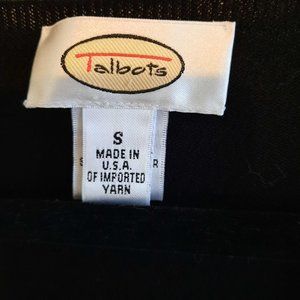 Talbots
S
MADE IN
U.S.A.
OF IMPORTED
YARN